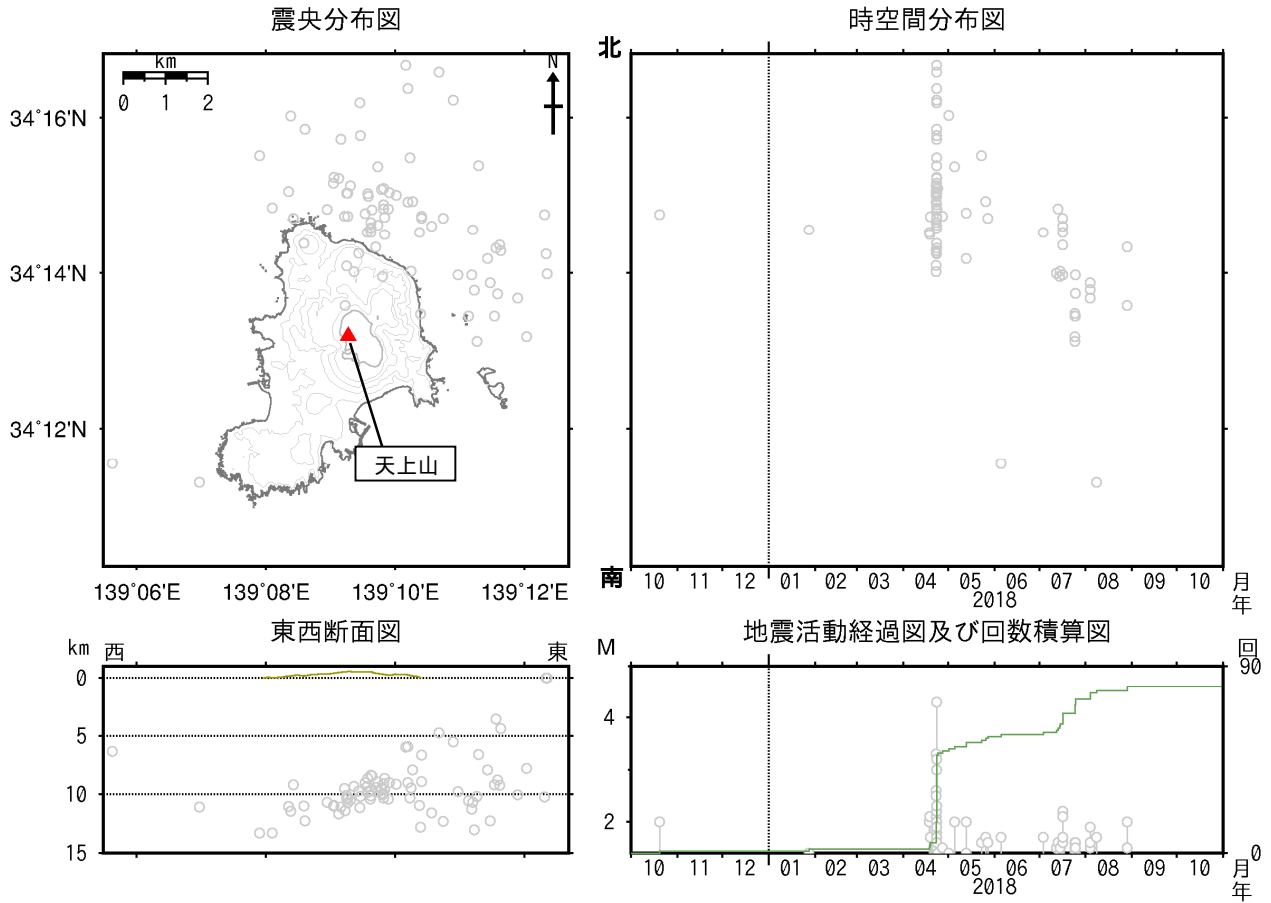 震央分布図
時空間分布図
北
km
0 1 2
N
34°16'N
34°14'N
34°12'N
天上山
139°06'E 139°08'E 139°10'E 139°12'E
南
10 11 12 01 02 03 04 05 06 07 08 09 10 月
2018 年
東西断面図
地震活動経過図及び回数積算図
km 西 東
0
5
10
15
M 回
90
4
2
0
10 11 12 01 02 03 04 05 06 07 08 09 10 月
2018 年